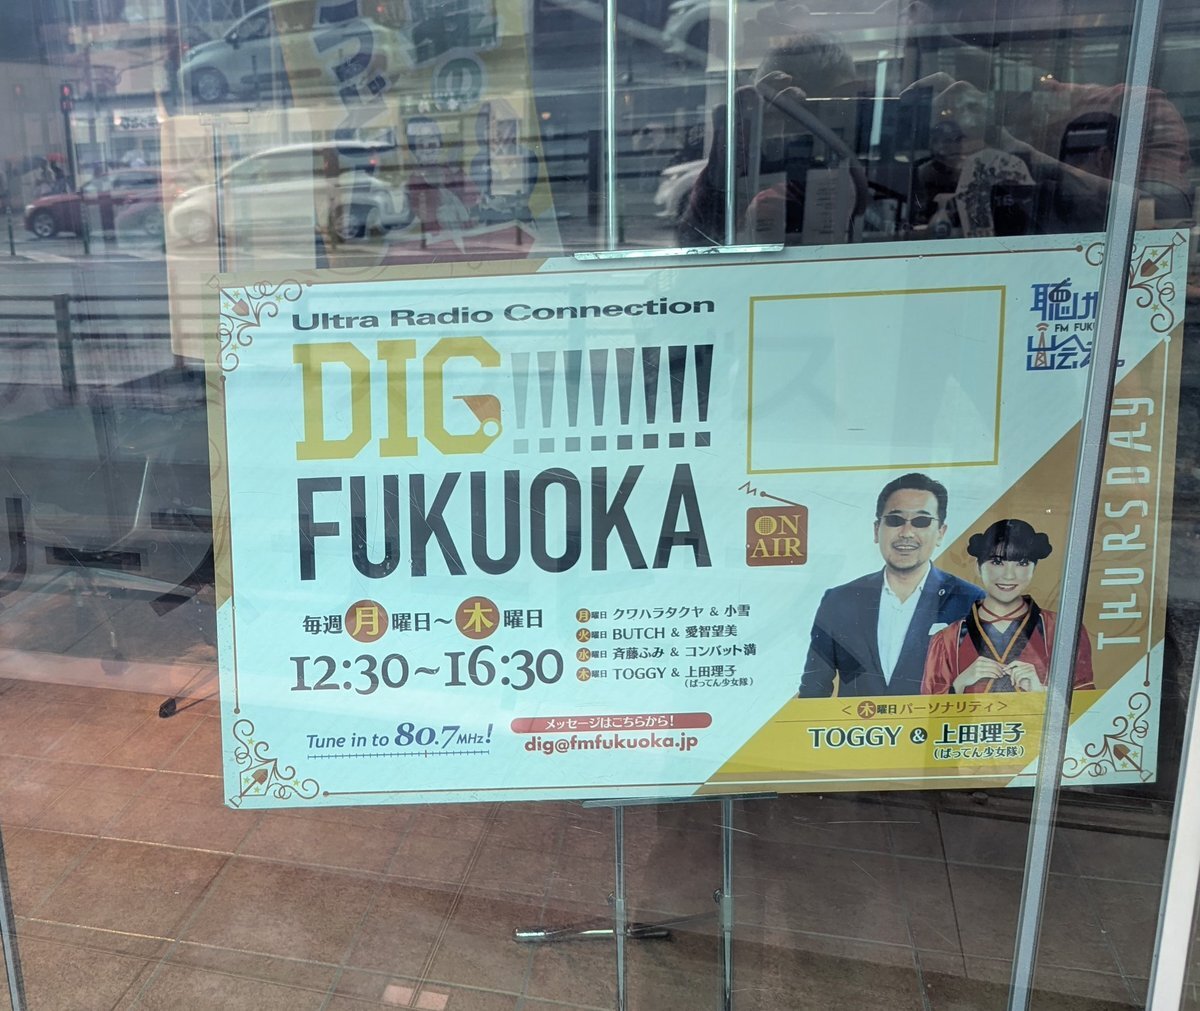 Ultra Radio Connection
DIG!!!!!!!!
FUKUOKA
毎週月曜日〜木曜日
12:30〜16:30
Tune in to 80.7MHz!
月曜日 クワハラタクヤ & 小雪
火曜日 BUTCH & 愛智望美
水曜日 斉藤ふみ & コンバット満
木曜日 TOGGY & 上田理子
(ばってん少女隊)
メッセージはこちらから!
dig@fmfukuoka.jp
ON
AIR
聴けば
FM FUKU
出会え
THURSDAY
<木曜日パーソナリティ>
TOGGY & 上田理子
(ばってん少女隊)